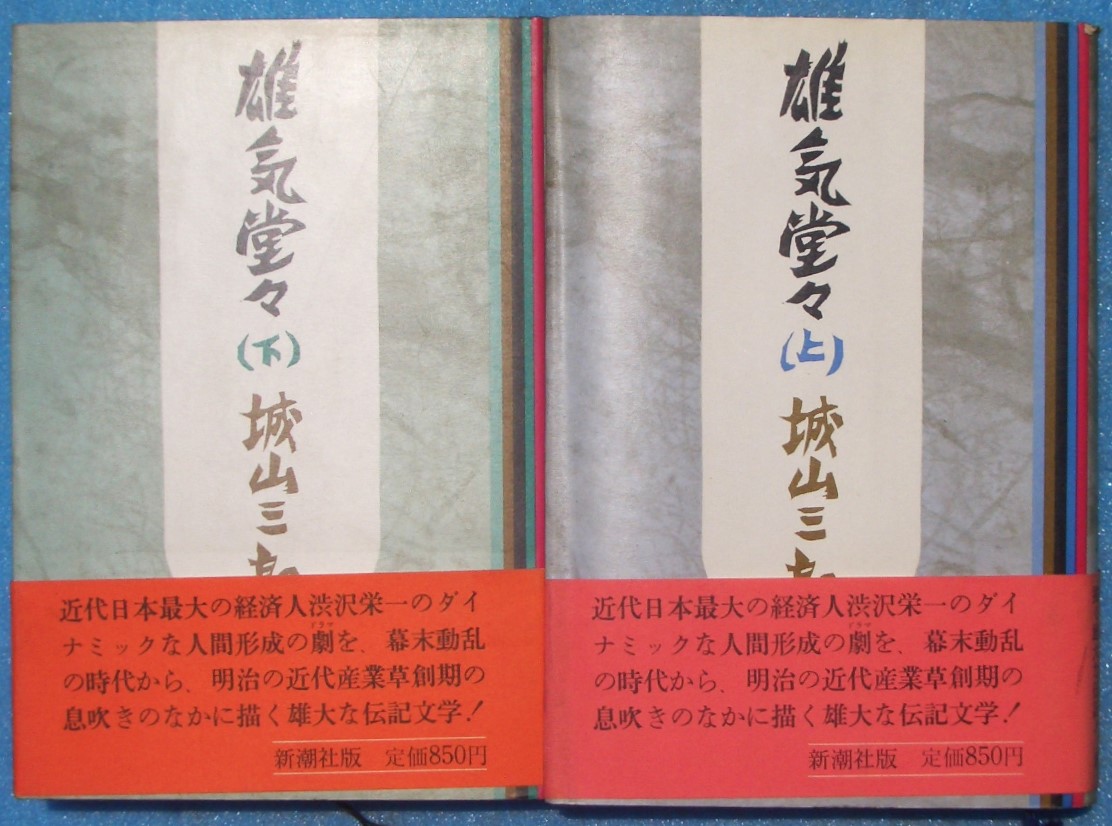 雄気堂々
(下)
城山三郎
近代日本最大の経済人渋沢栄一のダイ
ナミックな人間形成の劇を、幕末動乱
ドラマ
の時代から、明治の近代産業草創期の
息吹きのなかに描く雄大な伝記文学!
新潮社版 定価850円
雄気堂々
(上)
城山三郎
近代日本最大の経済人渋沢栄一のダイ
ナミックな人間形成の劇を、幕末動乱
ドラマ
の時代から、明治の近代産業草創期の
息吹きのなかに描く雄大な伝記文学!
新潮社版 定価850円